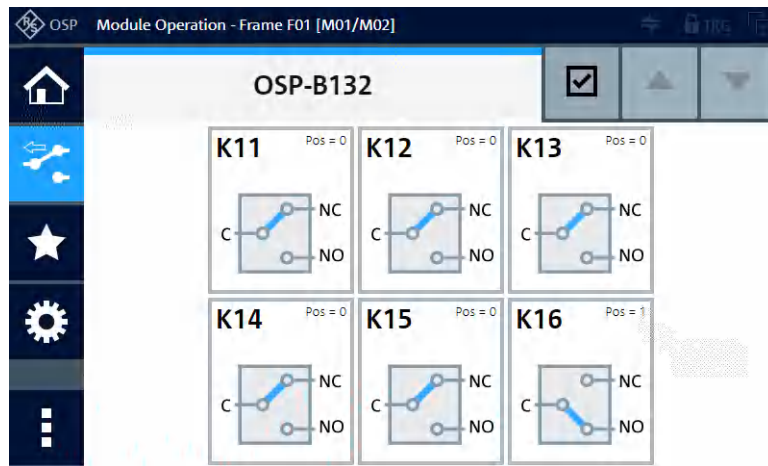 R&S OSP Module Operation - Frame F01 [M01/M02] TRG
OSP-B132
K11 Pos = 0 K12 Pos = 0 K13 Pos = 0
NC NC NC
C C C
NO NO NO
K14 Pos = 0 K15 Pos = 0 K16 Pos = 1
NC NC NC
C C C
NO NO NO